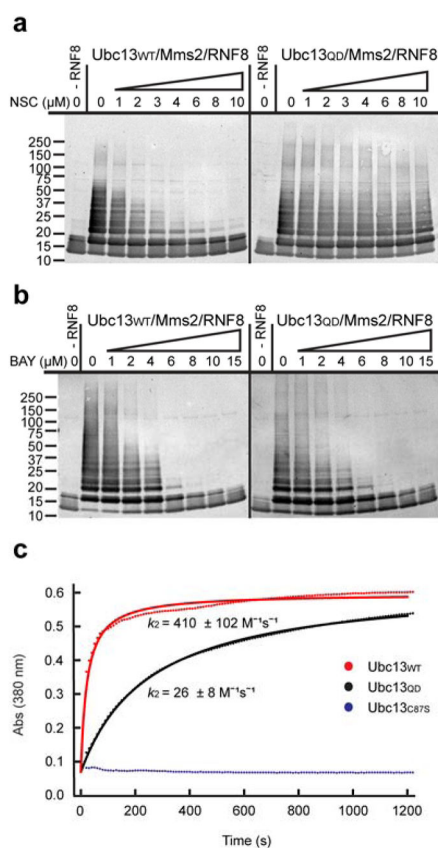 a
- RNF8
Ubc13WT/Mms2/RNF8
- RNF8
Ubc13QD/Mms2/RNF8
NSC (µM) 0 0 1 2 3 4 6 8 10 0 0 1 2 3 4 6 8 10
250
150
100
75
50
37
25
20
15
10
b
- RNF8
Ubc13WT/Mms2/RNF8
- RNF8
Ubc13QD/Mms2/RNF8
BAY (µM) 0 0 1 2 4 6 8 10 15 0 0 1 2 4 6 8 10 15
250
150
100
75
50
37
25
20
15
10
c
Abs (380 nm)
0.6
0.5
0.4
0.3
0.2
0.1
0.0
k2 = 410 ± 102 M⁻¹s⁻¹
k2 = 26 ± 8 M⁻¹s⁻¹
Ubc13WT
Ubc13QD
Ubc13C87S
0 200 400 600 800 1000 1200
Time (s)